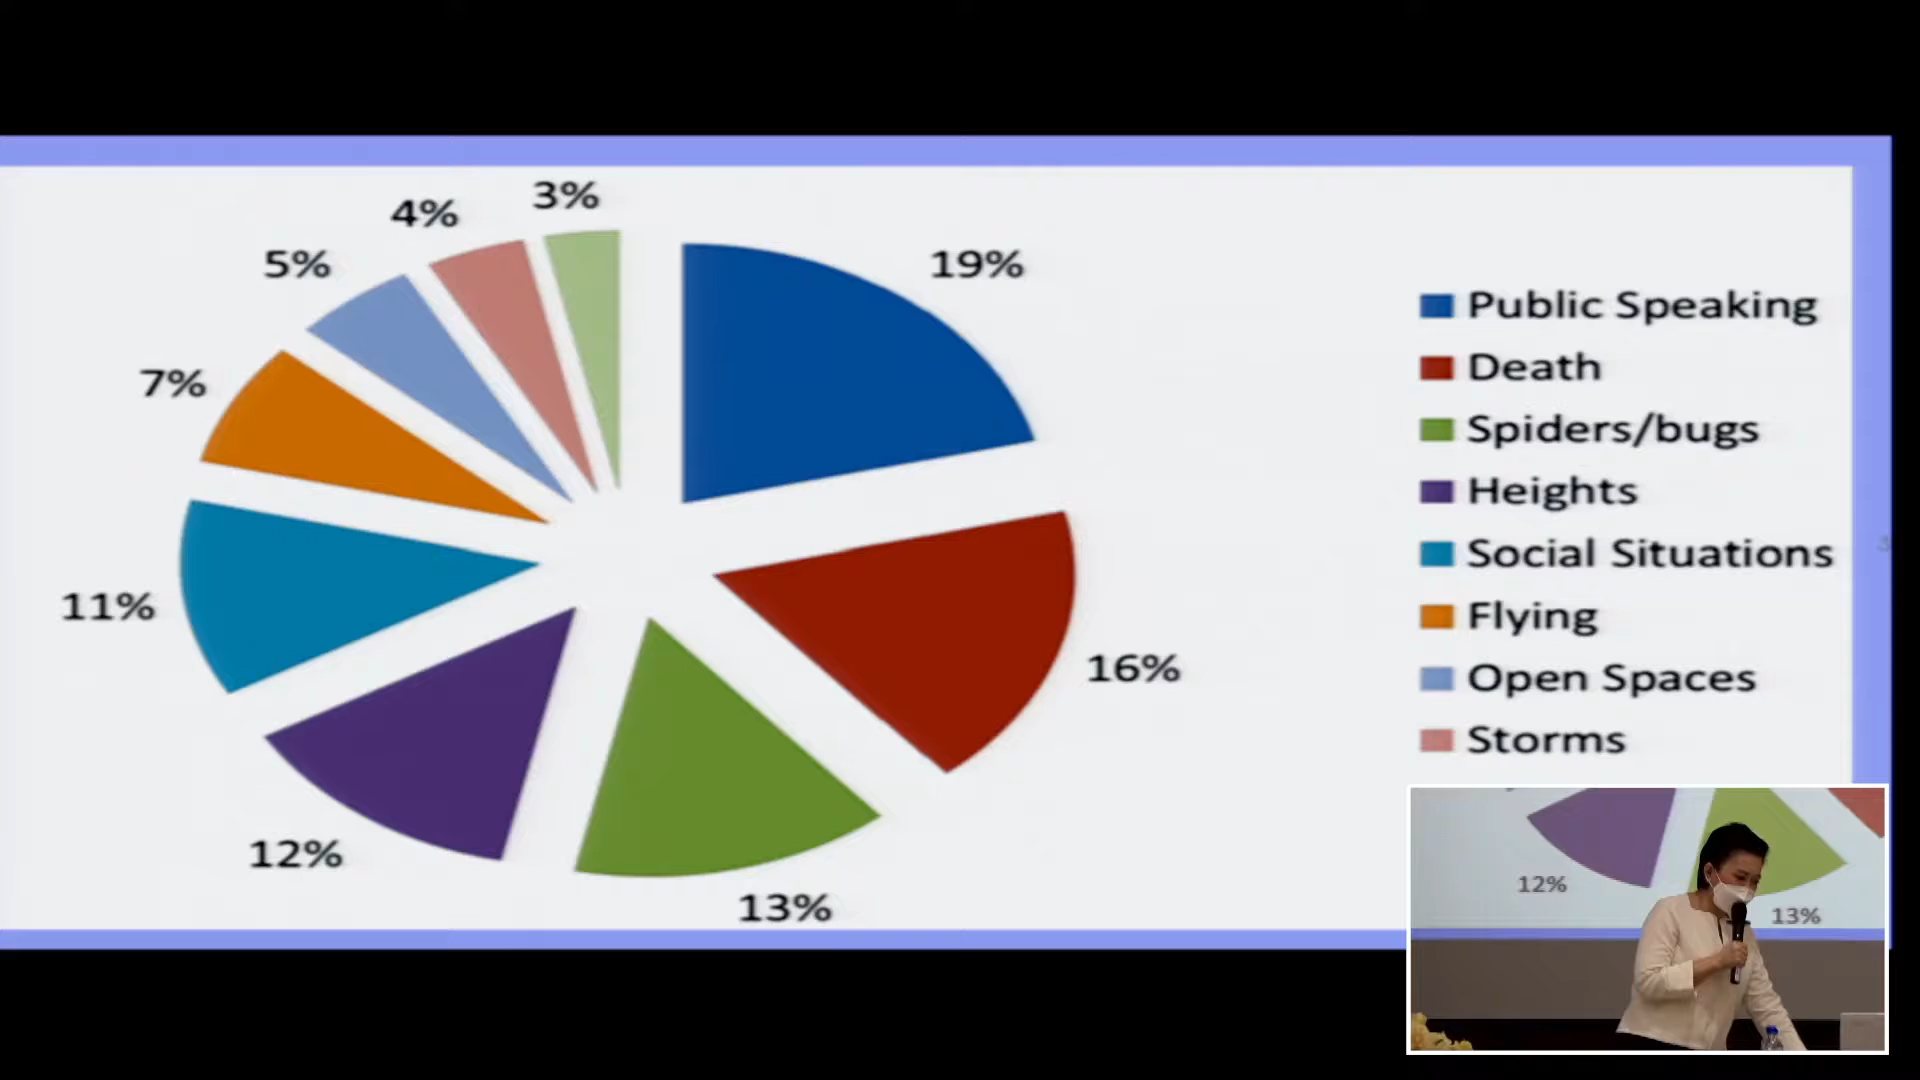 3%
4%
19%
5%
7%
11%
16%
12%
13%
Public Speaking
Death
Spiders/bugs
Heights
Social Situations
Flying
Open Spaces
Storms
12%
13%